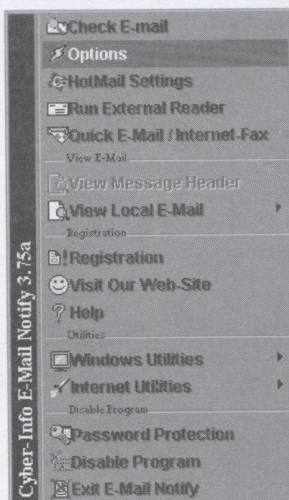 Check E-mail
Options
HotMail Settings
Run External Reader
Quick E-Mail / Internet-Fax
View E-Mail
View Message Header
View Local E-Mail
Registration
Registration
Visit Our Web-Site
Help
Utilities
Windows Utilities
Internet Utilities
Disable Program
Password Protection
Disable Program
Exit E-Mail Notify
Cyber-Info E-Mail Notify 3.75a